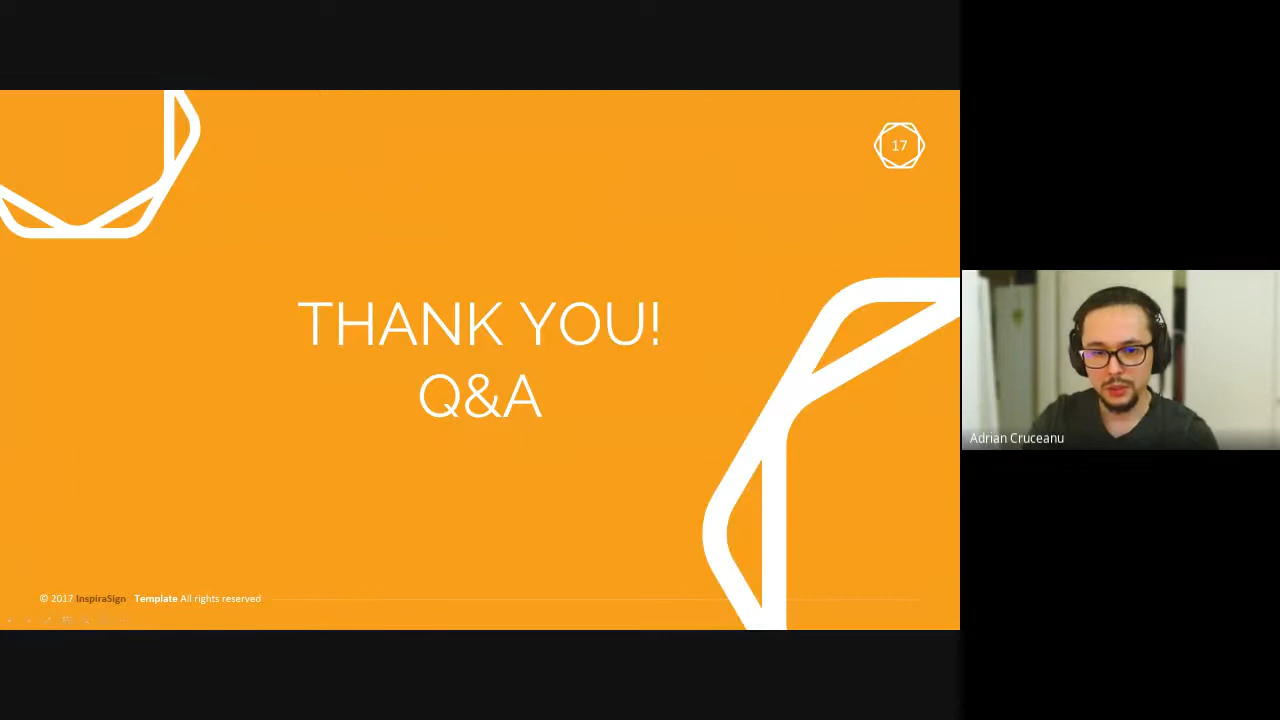 17
THANK YOU!
Q&A
Adrian Cruceanu
© 2017 InspiraSign Template All rights reserved